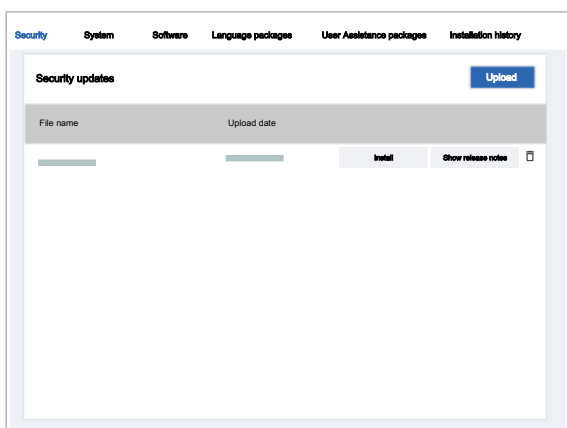 Security System Software Language packages User Assistance packages Installation history
Security updates Upload
File name Upload date
Install Show release notes